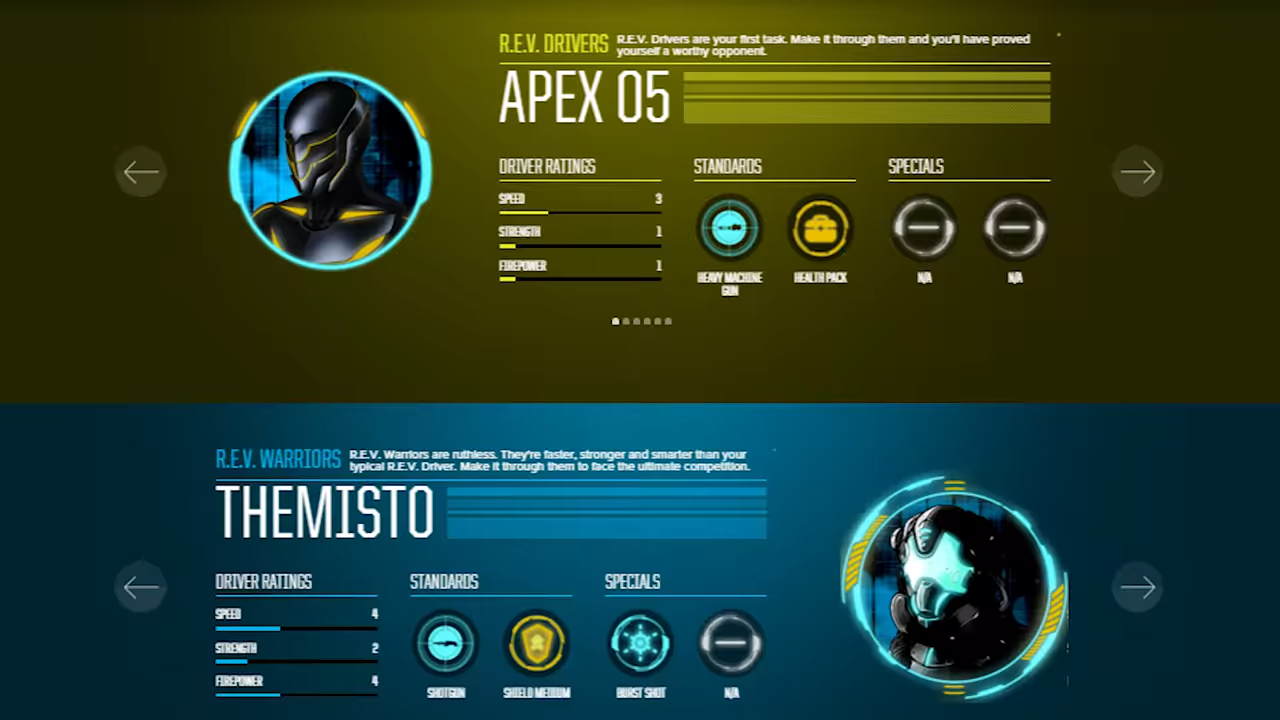 R.E.V. DRIVERS
R.E.V. Drivers are your first task. Make it through them and you'll have proved
yourself a worthy opponent.
APEX 05
DRIVER RATINGS
SPEED 3
STRENGTH 1
FIREPOWER 1
STANDARDS
HEAVY MACHINE
GUN
HEALTH PACK
SPECIALS
N/A
N/A
R.E.V. WARRIORS
R.E.V. Warriors are ruthless. They're faster, stronger and smarter than your
typical R.E.V. Driver. Make it through them to face the ultimate competition.
THEMISTO
DRIVER RATINGS
SPEED 4
STRENGTH 2
FIREPOWER 4
STANDARDS
SHOTGUN
SHIELD MEDIUM
SPECIALS
BURST SHOT
N/A